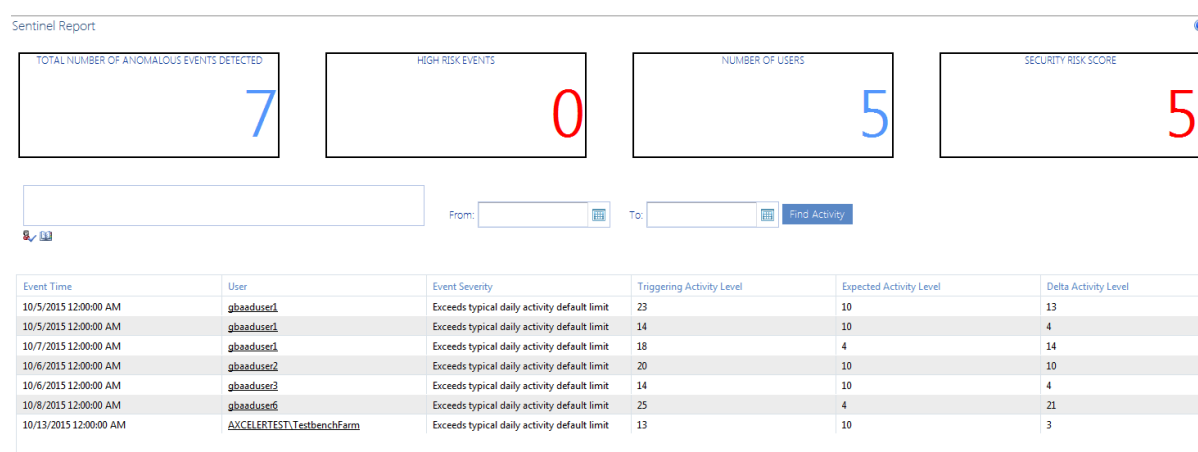 Sentinel Report
TOTAL NUMBER OF ANOMALOUS EVENTS DETECTED
7
HIGH RISK EVENTS
0
NUMBER OF USERS
5
SECURITY RISK SCORE
5
From: To: Find Activity
Event Time User Event Severity Triggering Activity Level Expected Activity Level Delta Activity Level
10/5/2015 12:00:00 AM gbaaduser1 Exceeds typical daily activity default limit 23 10 13
10/5/2015 12:00:00 AM gbaaduser1 Exceeds typical daily activity default limit 14 10 4
10/7/2015 12:00:00 AM gbaaduser1 Exceeds typical daily activity default limit 18 4 14
10/6/2015 12:00:00 AM gbaaduser2 Exceeds typical daily activity default limit 20 10 10
10/6/2015 12:00:00 AM gbaaduser3 Exceeds typical daily activity default limit 14 10 4
10/8/2015 12:00:00 AM gbaaduser6 Exceeds typical daily activity default limit 25 4 21
10/13/2015 12:00:00 AM AXCELERTEST\TestbenchFarm Exceeds typical daily activity default limit 13 10 3